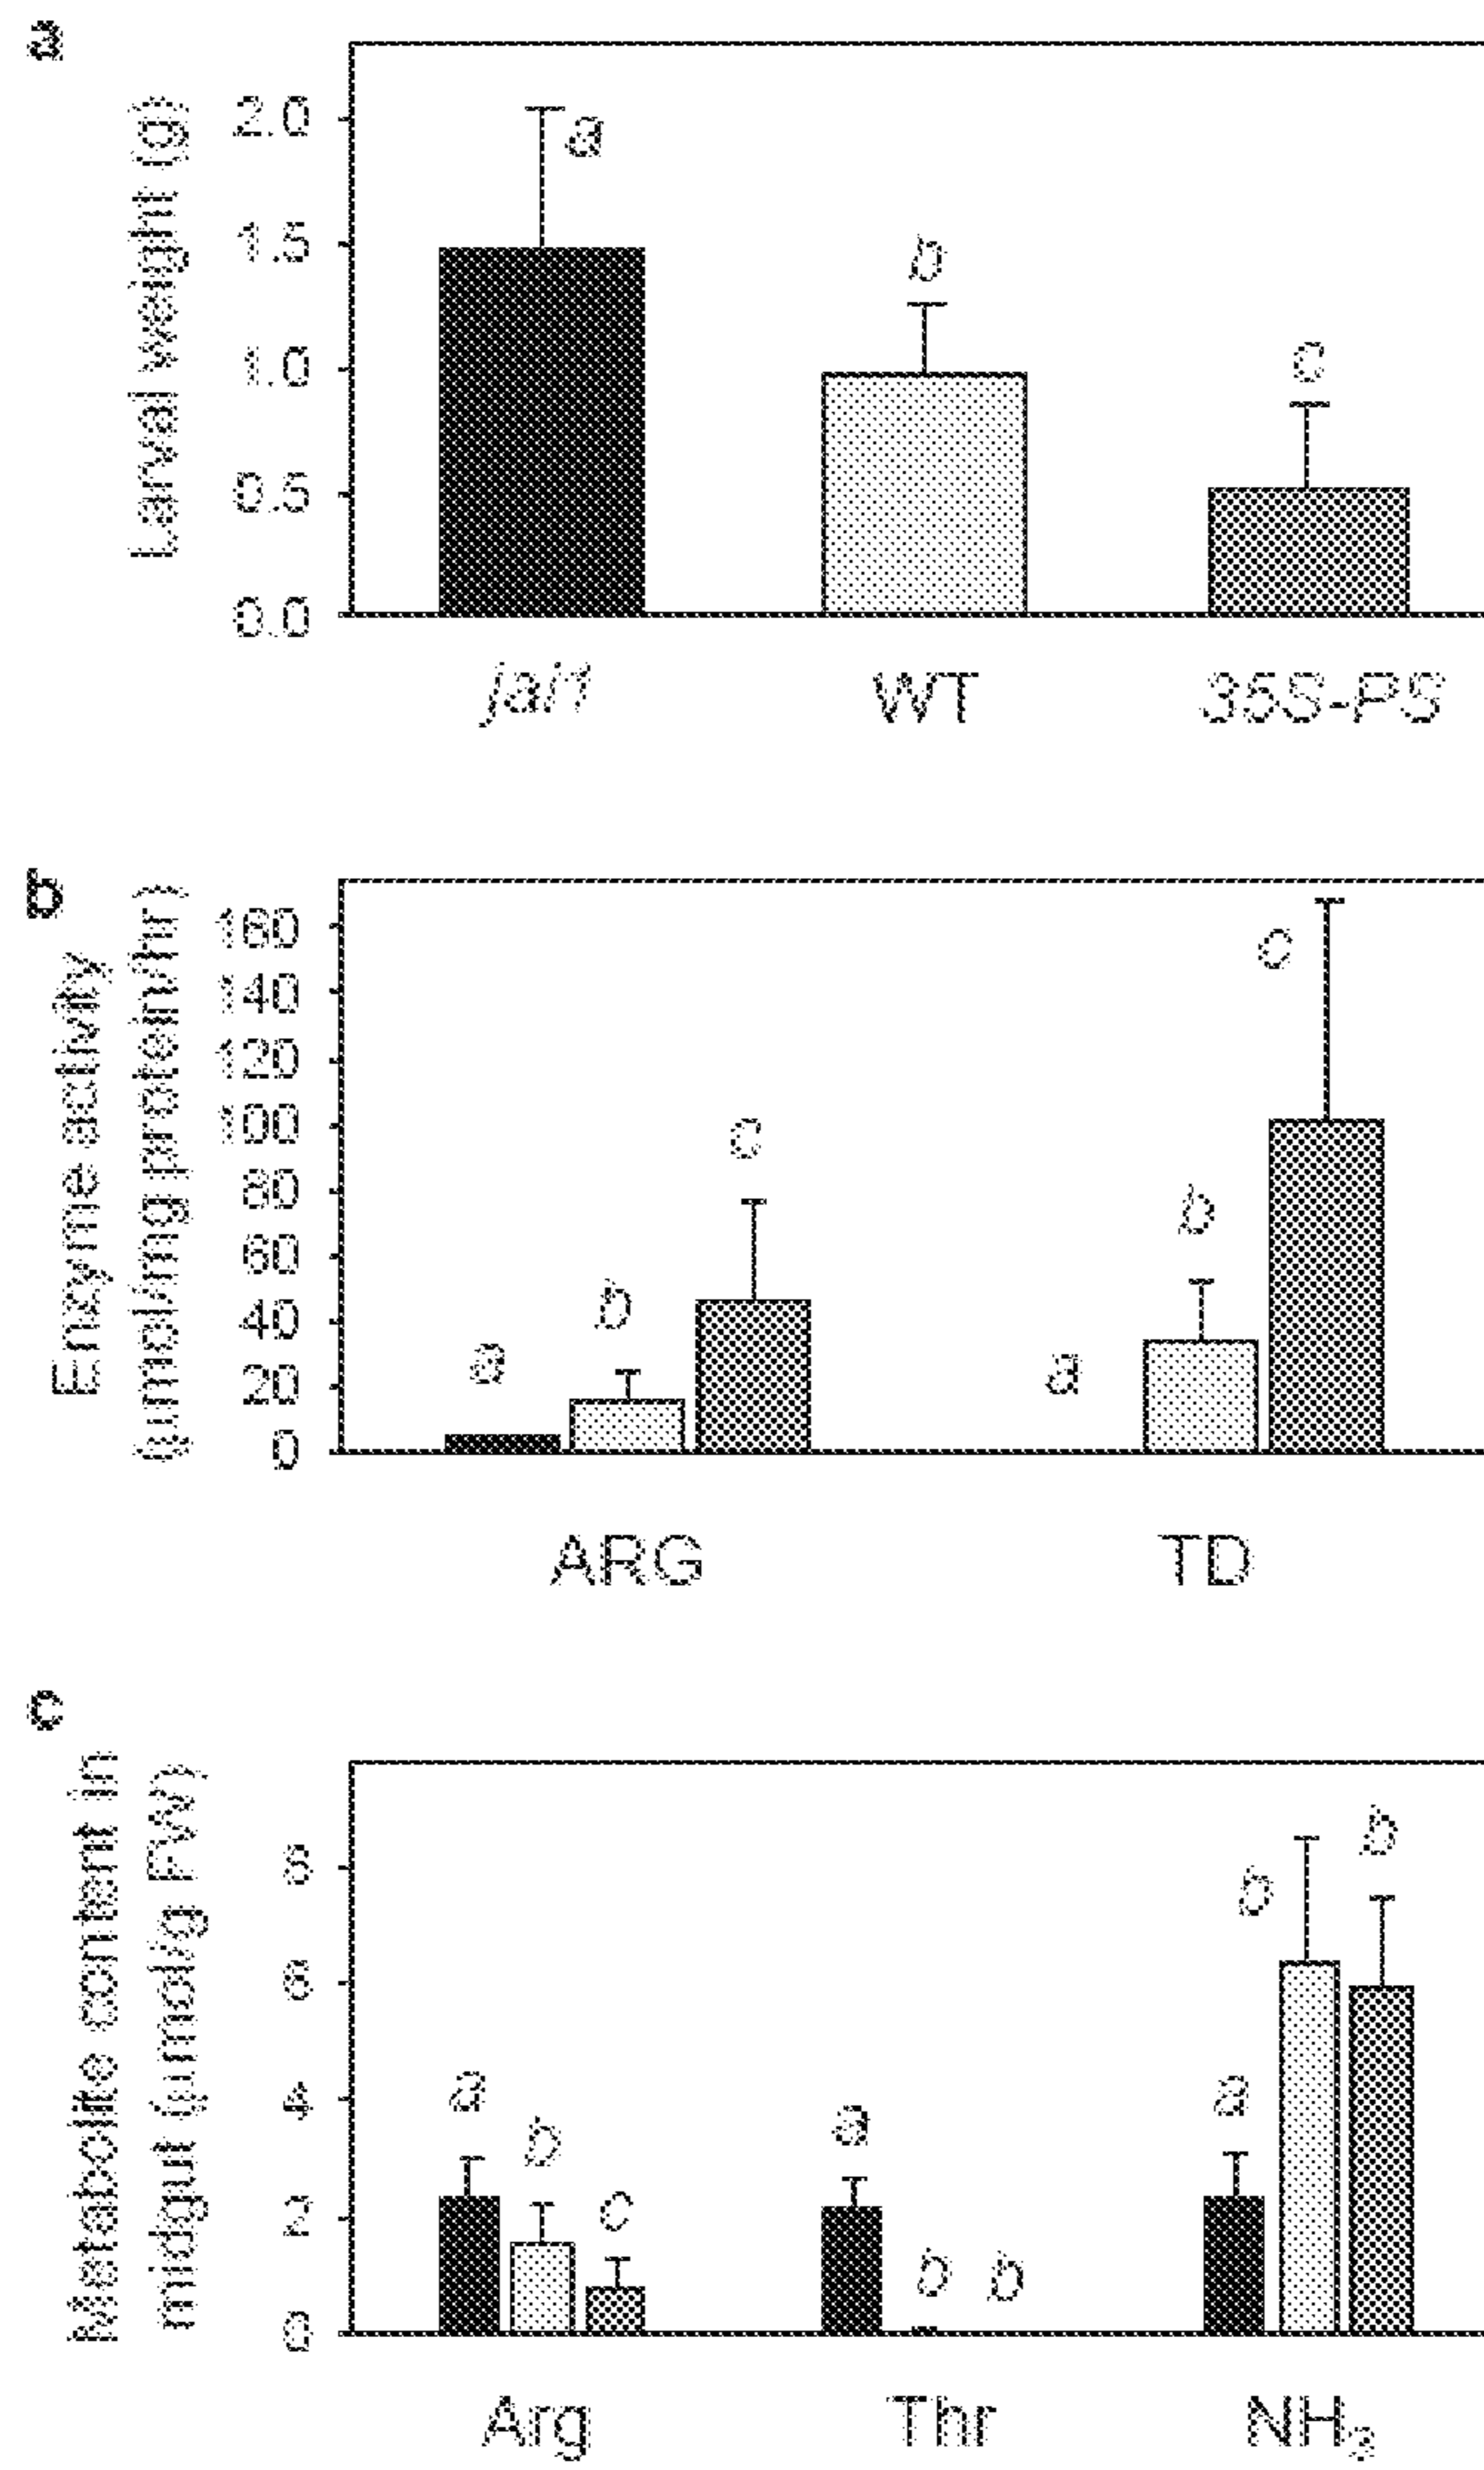 a
Larval weight (g)
2.0
a
1.5
b
1.0
c
0.5
0.0
jai1 WT 35S-PS
b
Enzyme activity
(μmol/mg protein/hr)
160
c
140
120
100
c
80
b
60
40
b
a
a
20
0
ARG TD
c
Metabolite content in
midgut (μmol/g FW)
8
b
b
6
4
a
a
a
b
2
c
b b
0
Arg Thr NH₃